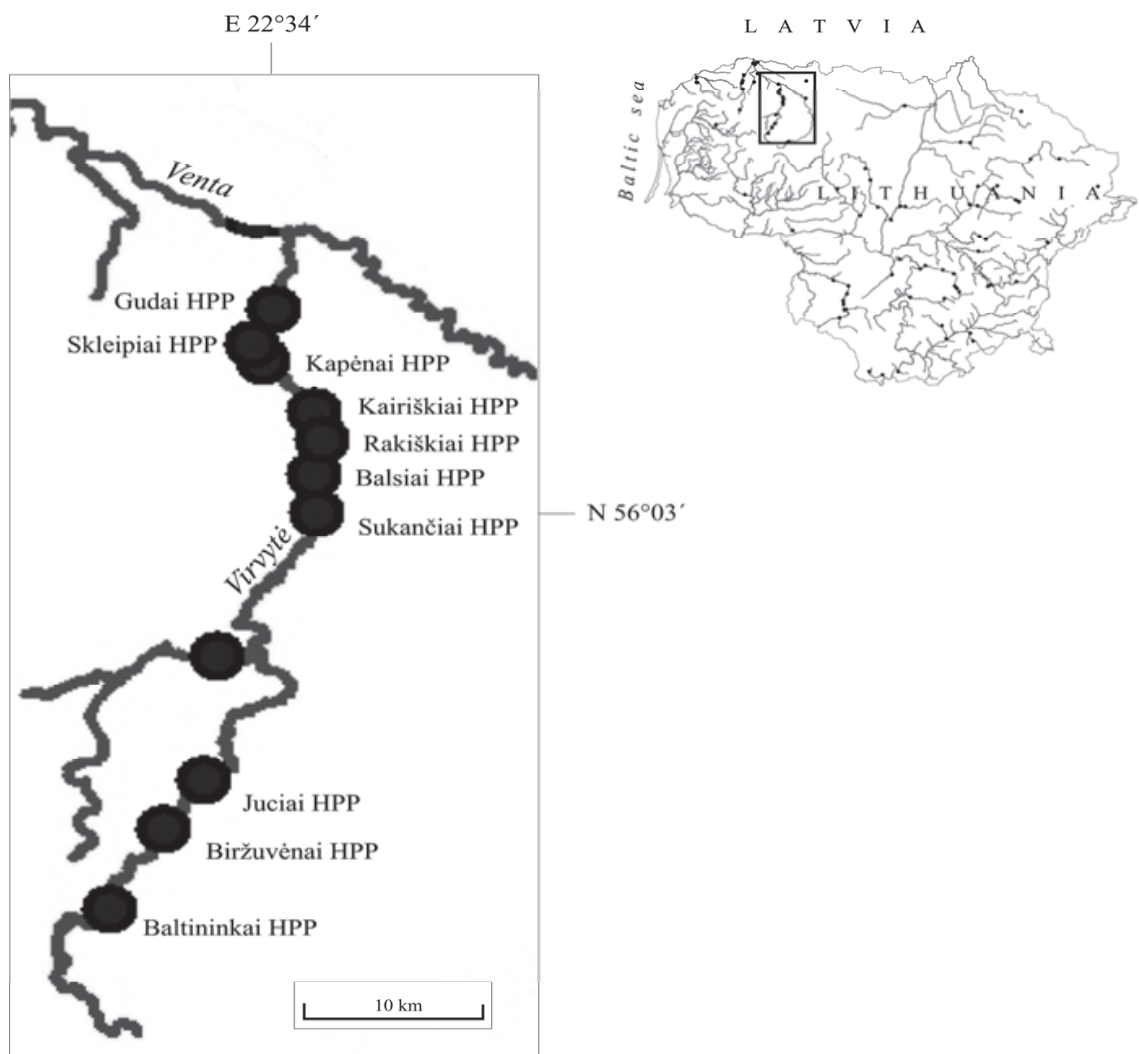 E 22°34´
L A T V I A
Baltic sea
L I T H U A N I A
Venta
Gudai HPP
Skleipiai HPP
Kapėnai HPP
Kairiškiai HPP
Rakiškiai HPP
Balsiai HPP
Sukančiai HPP
N 56°03´
Virvytė
Juciai HPP
Biržuvėnai HPP
Baltininkai HPP
10 km